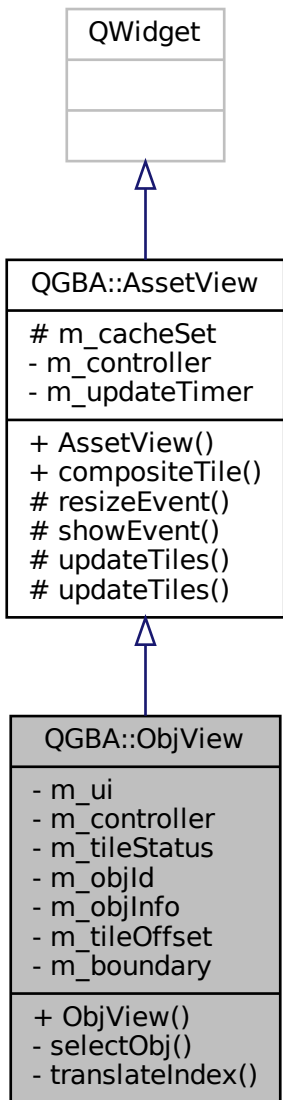 QWidget
QGBA::AssetView
# m_cacheSet
- m_controller
- m_updateTimer
+ AssetView()
+ compositeTile()
# resizeEvent()
# showEvent()
# updateTiles()
# updateTiles()
QGBA::ObjView
- m_ui
- m_controller
- m_tileStatus
- m_objId
- m_objInfo
- m_tileOffset
- m_boundary
+ ObjView()
- selectObj()
- translateIndex()